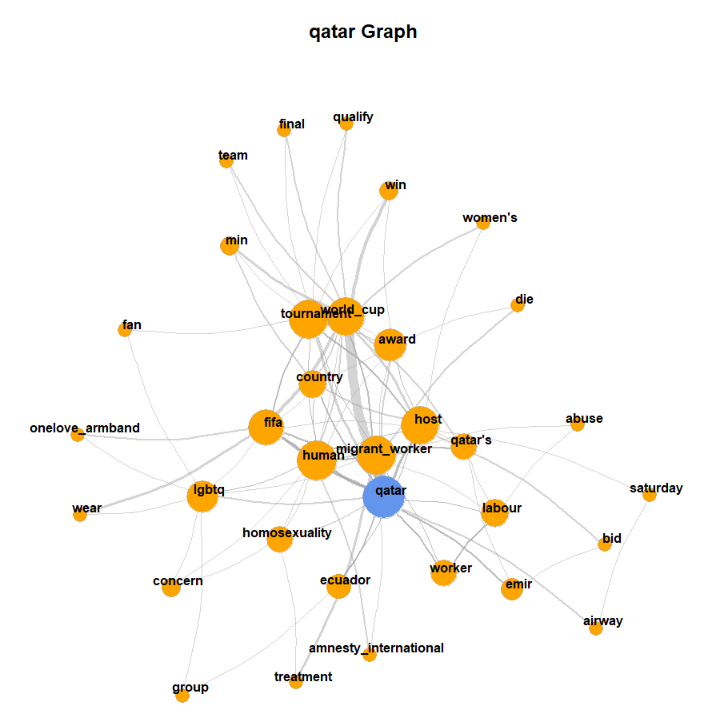 qatar Graph
final
qualify
team
win
women's
min
die
tournament
world_cup
fan
award
country
host
abuse
onelove_armband
fifa
migrant_worker
qatar's
human
lgbtq
qatar
saturday
wear
labour
homosexuality
bid
concern
ecuador
worker
emir
airway
amnesty_international
group
treatment